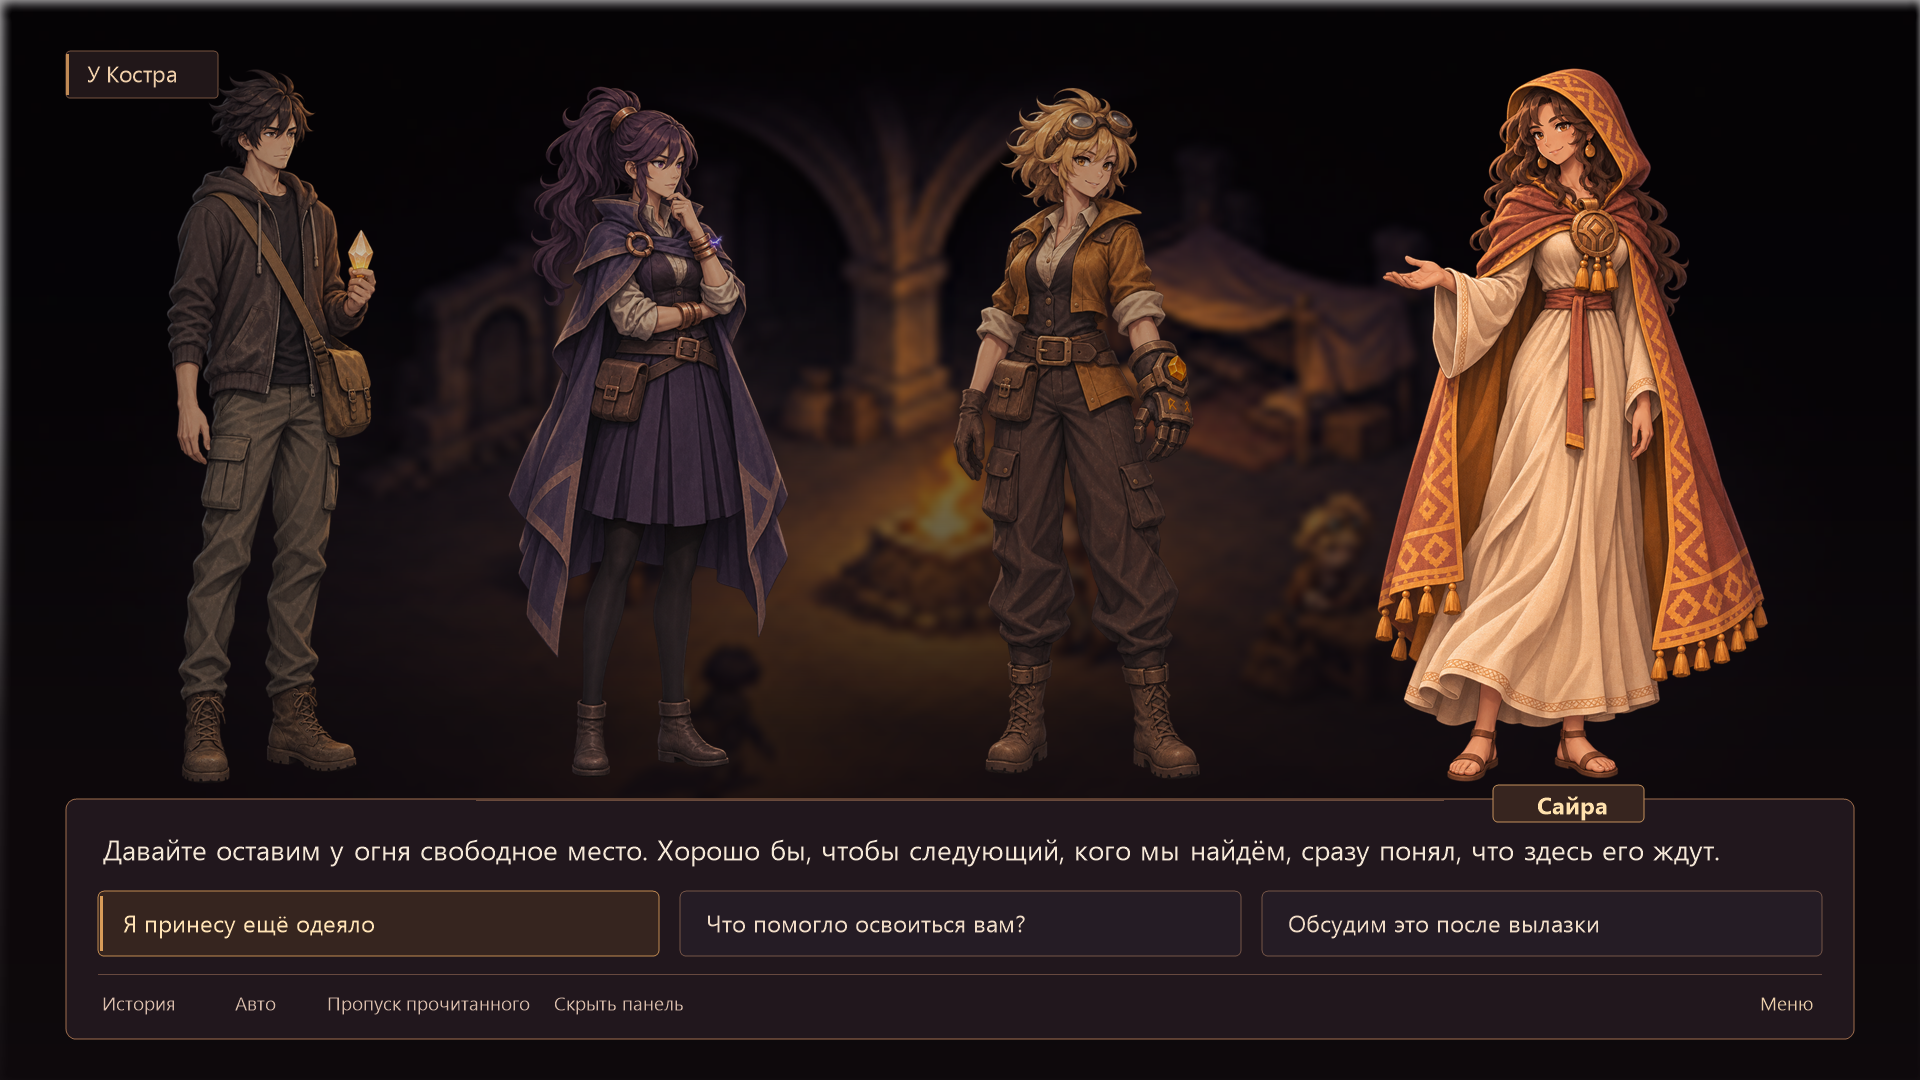 У Костра
Сайра
Давайте оставим у огня свободное место. Хорошо бы, чтобы следующий, кого мы найдём, сразу понял, что здесь его ждут.
Я принесу ещё одеяло
Что помогло освоиться вам?
Обсудим это после вылазки
История
Авто
Пропуск прочитанного
Скрыть панель
Меню